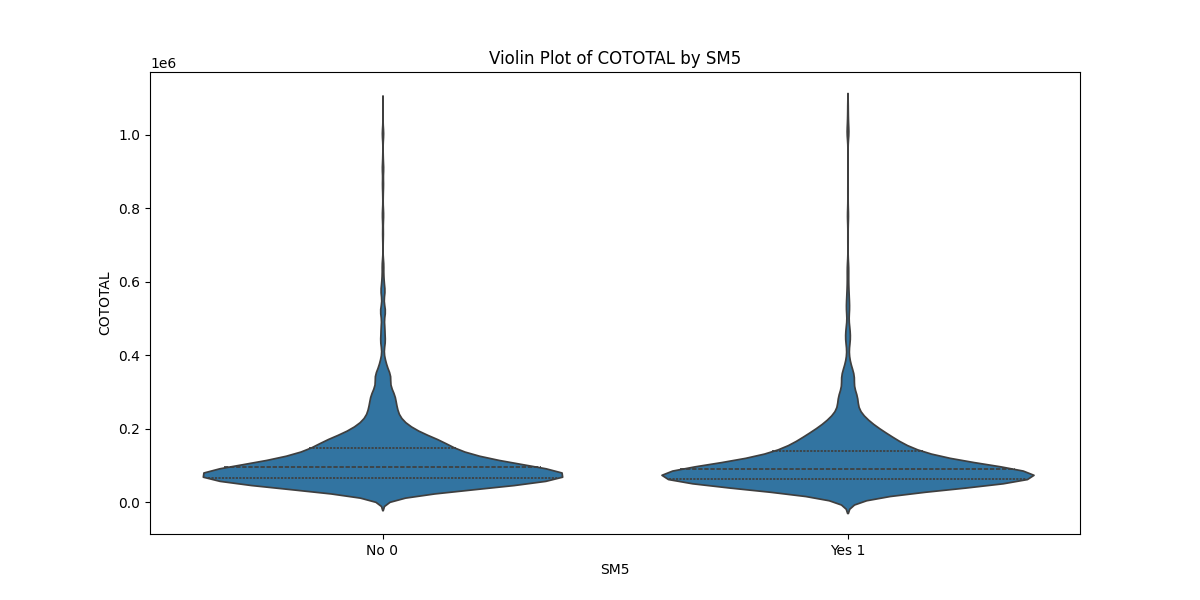 Violin Plot of COTOTAL by SM5
1e6
1.0
0.8
0.6
0.4
0.2
0.0
COTOTAL
No 0
Yes 1
SM5